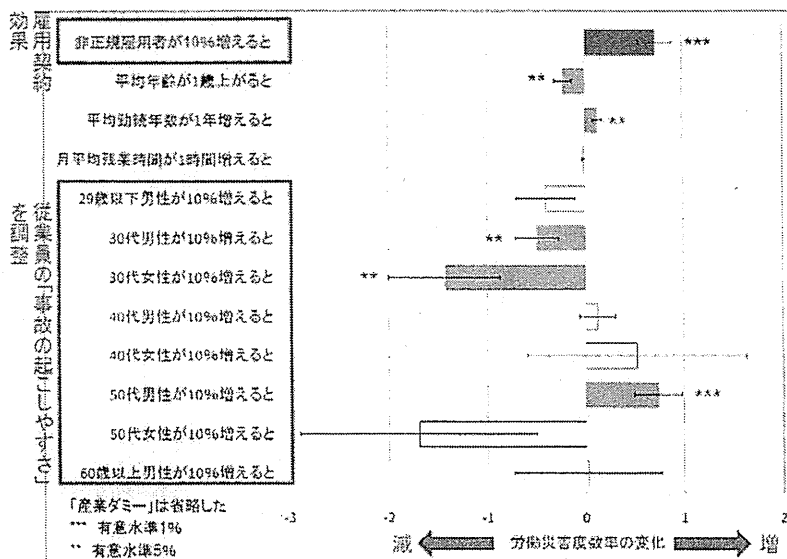 雇用契約
効果
非正規雇用者が10%増えると
***
平均年齢が1歳上がると
**
平均勤続年数が1年増えると
**
月平均残業時間が1時間増えると
従業員の「事故の起こしやすさ」
を調整
29歳以下男性が10%増えると
30代男性が10%増えると
**
30代女性が10%増えると
**
40代男性が10%増えると
40代女性が10%増えると
50代男性が10%増えると
***
50代女性が10%増えると
60歳以上男性が10%増えると
「産業ダミー」は省略した
*** 有意水準1%
** 有意水準5%
-3 -2 -1 0 1 2
減 労働災害度数率の変化 増